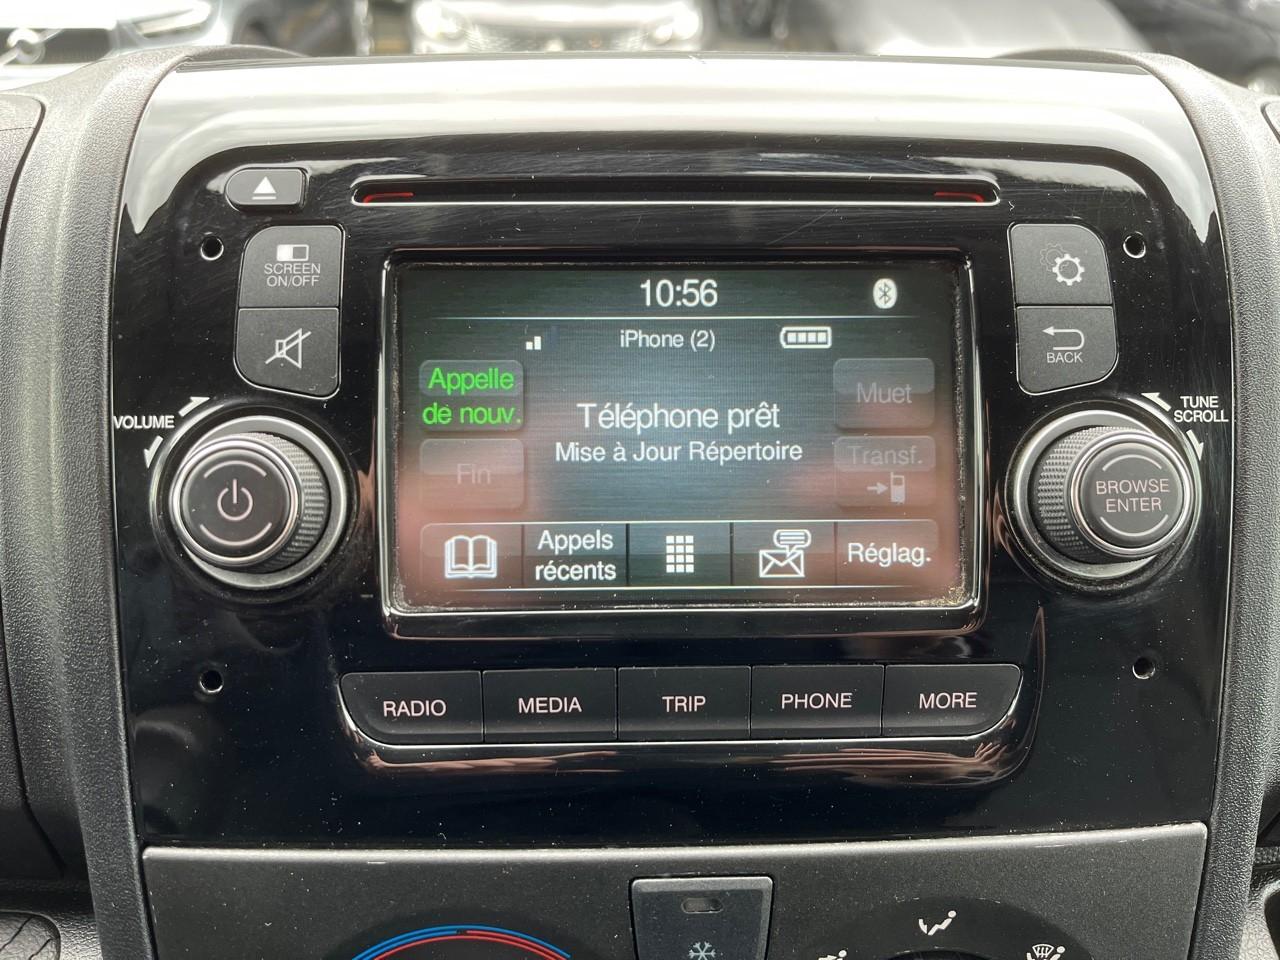 SCREEN
ON/OFF
10:56
iPhone (2)
BACK
Appelle
de nouv.
Muet
VOLUME
TUNE
SCROLL
Téléphone prêt
Mise à Jour Répertoire
Fin
Transf.
BROWSE
ENTER
Appels
récents
Réglag.
RADIO
MEDIA
TRIP
PHONE
MORE